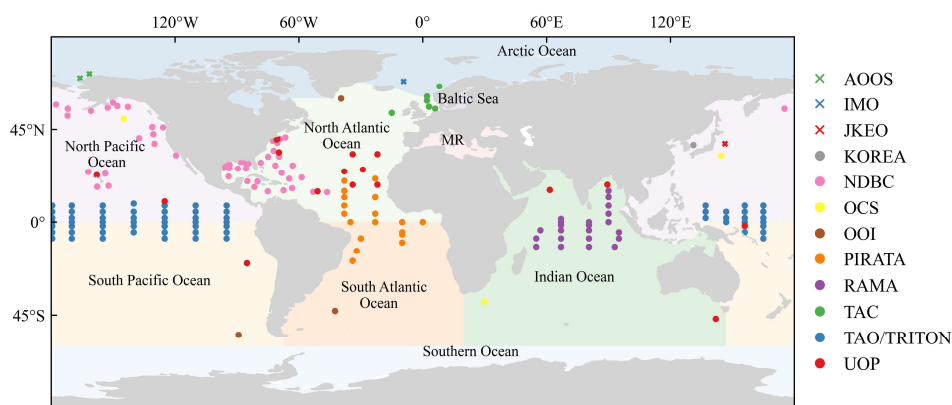 120°W 60°W 0° 60°E 120°E
Arctic Ocean
Baltic Sea
45°N
North Pacific
Ocean
North Atlantic
Ocean
MR
0°
South Pacific Ocean
South Atlantic
Ocean
Indian Ocean
45°S
Southern Ocean
AOOS
IMO
JKEO
KOREA
NDBC
OCS
OOI
PIRATA
RAMA
TAC
TAO/TRITON
UOP